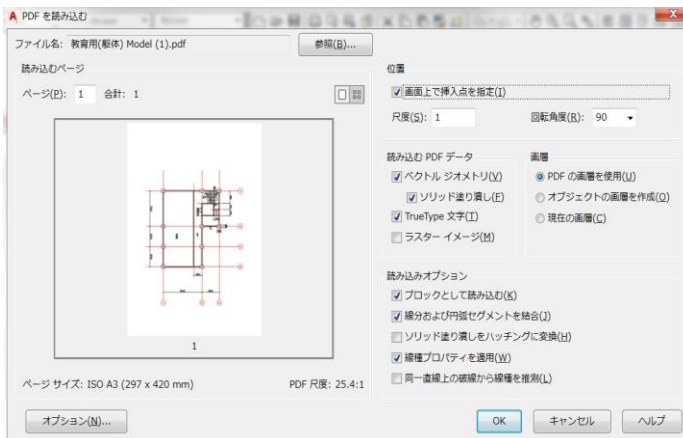 PDF を読み込む
ファイル名: 教育用(躯体) Model (1).pdf
参照(B)...
読み込むページ
ページ(P): 1 合計: 1
1
ページ サイズ: ISO A3 (297 x 420 mm)
PDF 尺度: 25.4:1
オプション(N)...
位置
画面上で挿入点を指定(I)
尺度(S): 1
回転角度(R): 90
読み込む PDF データ
ベクトル ジオメトリ(V)
ソリッド塗り潰し(F)
TrueType 文字(T)
ラスター イメージ(M)
画層
PDF の画層を使用(U)
オブジェクトの画層を作成(O)
現在の画層(C)
読み込みオプション
ブロックとして読み込む(K)
線分および円弧セグメントを結合(J)
ソリッド塗り潰しをハッチングに変換(H)
線種プロパティを適用(W)
同一直線上の破線から線種を推測(L)
OK
キャンセル
ヘルプ